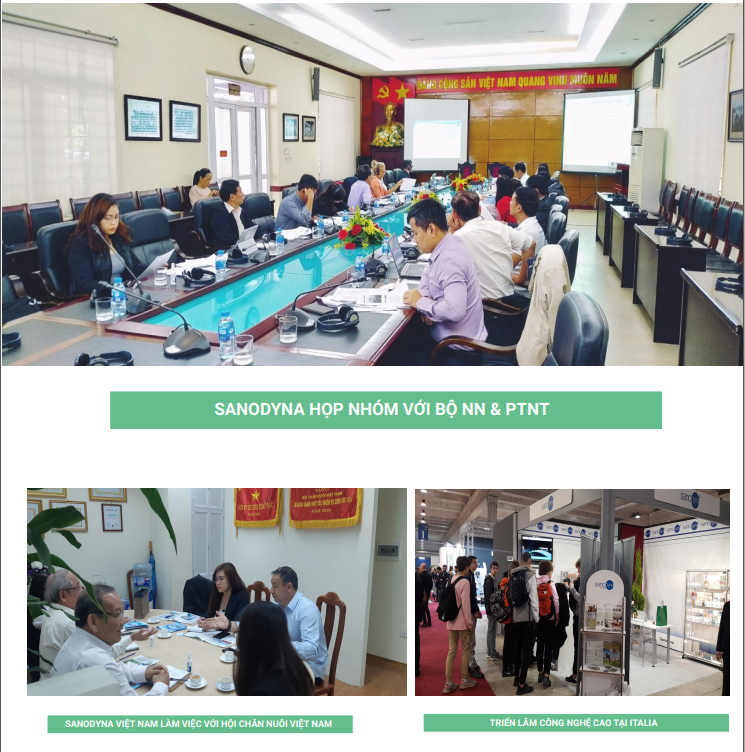 ĐẢNG CỘNG SẢN VIỆT NAM QUANG VINH MUÔN NĂM
SANODYNA HỌP NHÓM VỚI BỘ NN & PTNT
SANODYNA VIỆT NAM LÀM VIỆC VỚI HỘI CHĂN NUÔI VIỆT NAM
TRIỂN LÃM CÔNG NGHỆ CAO TẠI ITALIA